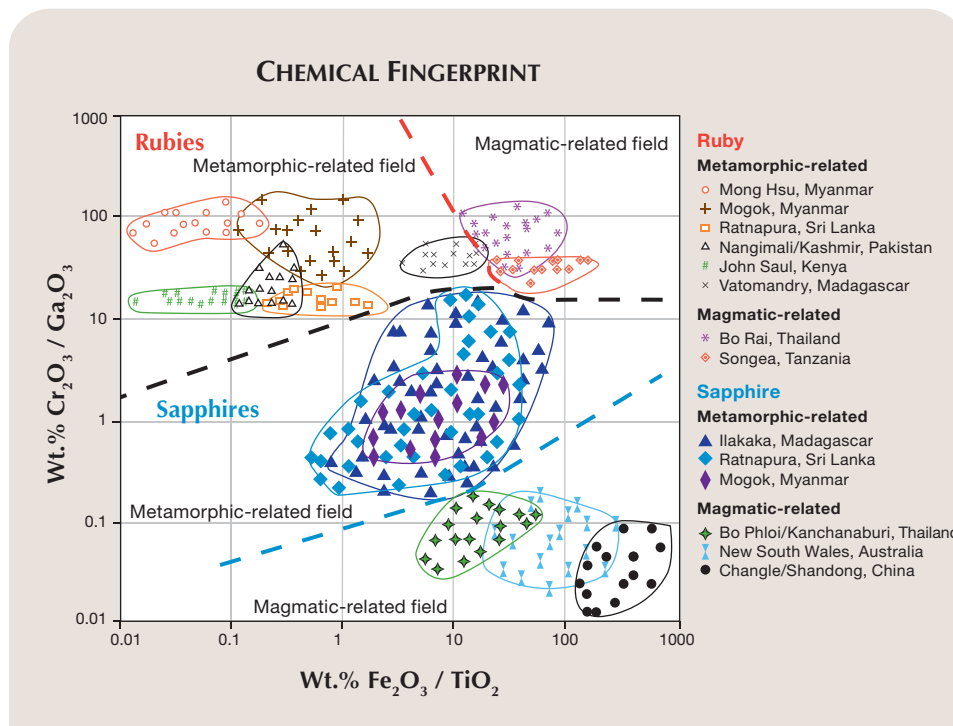 CHEMICAL FINGERPRINT
Wt.% Cr₂O₃ / Ga₂O₃
1000
100
10
1
0.1
0.01
Rubies
Metamorphic-related field
Magmatic-related field
Sapphires
Metamorphic-related field
Magmatic-related field
0.01
0.1
1
10
100
1000
Wt.% Fe₂O₃ / TiO₂
Ruby
Metamorphic-related
Mong Hsu, Myanmar
Mogok, Myanmar
Ratnapura, Sri Lanka
Nangimali/Kashmir, Pakistan
John Saul, Kenya
Vatomandry, Madagascar
Magmatic-related
Bo Rai, Thailand
Songea, Tanzania
Sapphire
Metamorphic-related
Ilakaka, Madagascar
Ratnapura, Sri Lanka
Mogok, Myanmar
Magmatic-related
Bo Phloi/Kanchanaburi, Thailand
New South Wales, Australia
Changle/Shandong, China